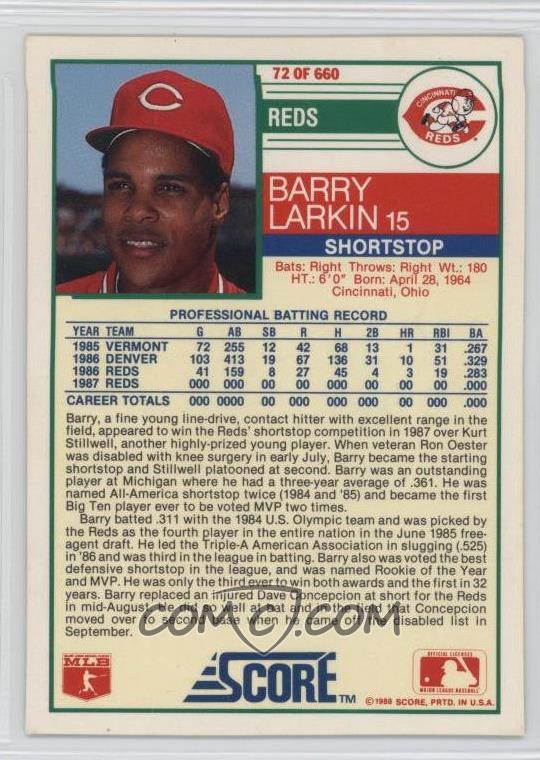 72 OF 660
REDS
CINCINNATI
REDS
BARRY
LARKIN 15
SHORTSTOP
Bats: Right Throws: Right Wt.: 180
HT.: 6'0" Born: April 28, 1964
Cincinnati, Ohio
PROFESSIONAL BATTING RECORD
YEAR TEAM G AB SB R H 2B HR RBI BA
1985 VERMONT 72 255 12 42 68 13 1 31 .267
1986 DENVER 103 413 19 67 136 31 10 51 .329
1986 REDS 41 159 8 27 45 4 3 19 .283
1987 REDS 000 000 00 00 000 00 00 00 .000
CAREER TOTALS 000 0000 00 00 000 00 00 00 .000
Barry, a fine young line-drive, contact hitter with excellent range in the
field, appeared to win the Reds' shortstop competition in 1987 over Kurt
Stillwell, another highly-prized young player. When veteran Ron Oester
was disabled with knee surgery in early July, Barry became the starting
shortstop and Stillwell platooned at second. Barry was an outstanding
player at Michigan where he had a three-year average of .361. He was
named All-America shortstop twice (1984 and '85) and became the first
Big Ten player ever to be voted MVP two times.
Barry batted .311 with the 1984 U.S. Olympic team and was picked by
the Reds as the fourth player in the entire nation in the June 1985 free-
agent draft. He led the Triple-A American Association in slugging (.525)
in '86 and was third in the league in batting. Barry also was voted the best
defensive shortstop in the league, and was named Rookie of the Year
and MVP. He was only the third ever to win both awards and the first in 32
years. Barry replaced an injured Dave Concepcion at short for the Reds
in mid-August well at bat in the that Concepcion
moved over second base when he came off disabled list in
September.
COMC.COM
MLB
SCORE™
OFFICIAL LICENSEE
MAJOR LEAGUE BASEBALL
© 1988 SCORE, PRTD. IN U.S.A.